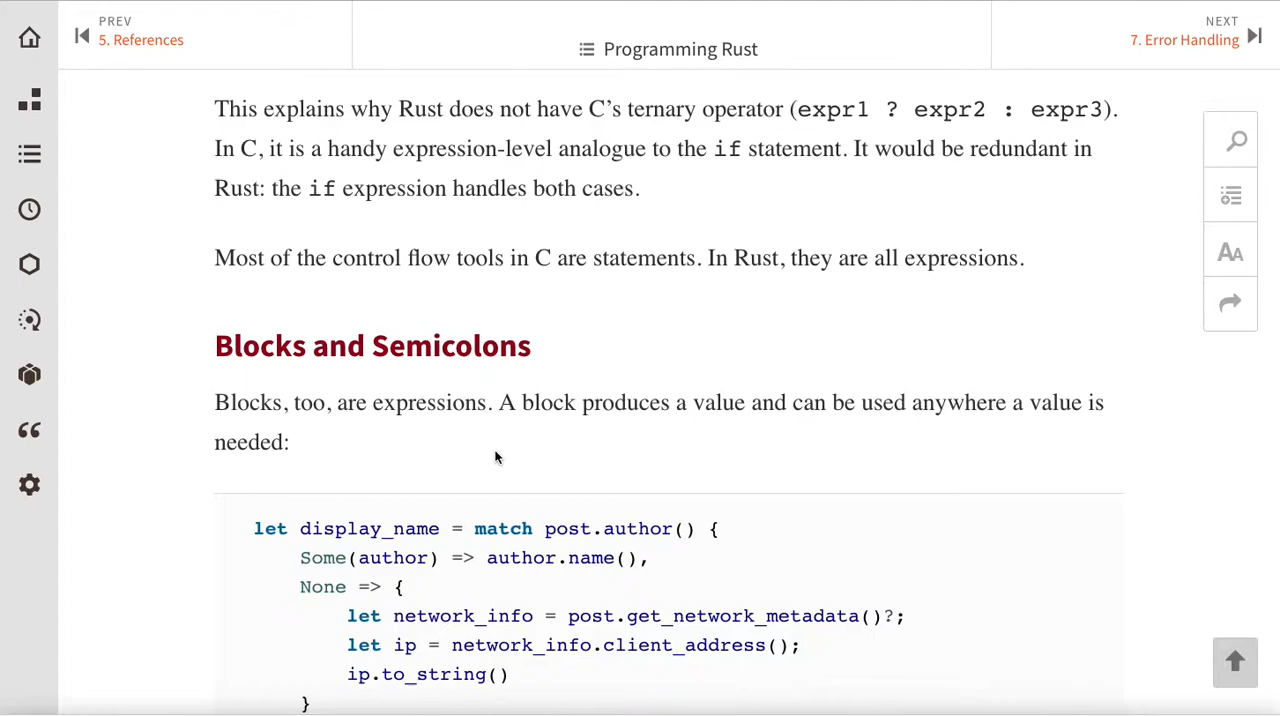 PREV
5. References
Programming Rust
NEXT
7. Error Handling
This explains why Rust does not have C’s ternary operator (expr1 ? expr2 : expr3).
In C, it is a handy expression-level analogue to the if statement. It would be redundant in
Rust: the if expression handles both cases.
Most of the control flow tools in C are statements. In Rust, they are all expressions.
Blocks and Semicolons
Blocks, too, are expressions. A block produces a value and can be used anywhere a value is
needed:
let display_name = match post.author() {
    Some(author) => author.name(),
    None => {
        let network_info = post.get_network_metadata()?;
        let ip = network_info.client_address();
        ip.to_string()
    }
AA